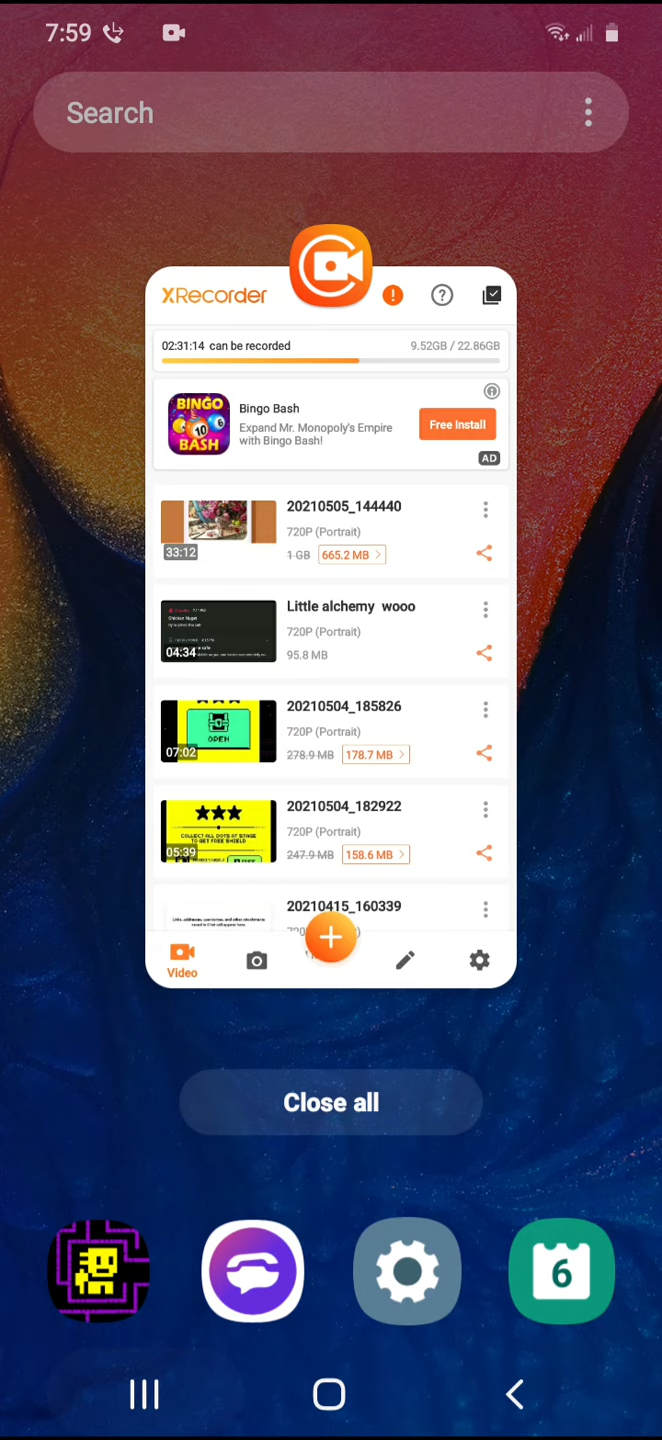 7:59
Search
XRecorder
02:31:14 can be recorded
9.52GB / 22.86GB
BINGO
BASH
10
6
Bingo Bash
Expand Mr. Monopoly's Empire
with Bingo Bash!
Free Install
AD
20210505_144440
720P (Portrait)
33:12
1 GB
665.2 MB >
Little alchemy wooo
720P (Portrait)
04:34
95.8 MB
20210504_185826
720P (Portrait)
OPEN
07:02
278.9 MB
178.7 MB >
20210504_182922
720P (Portrait)
COLLECT ALL DOTS AT STAGE
TO GET FREE SHIELD
05:39
247.9 MB
158.6 MB >
20210415_160339
Video
Close all
6